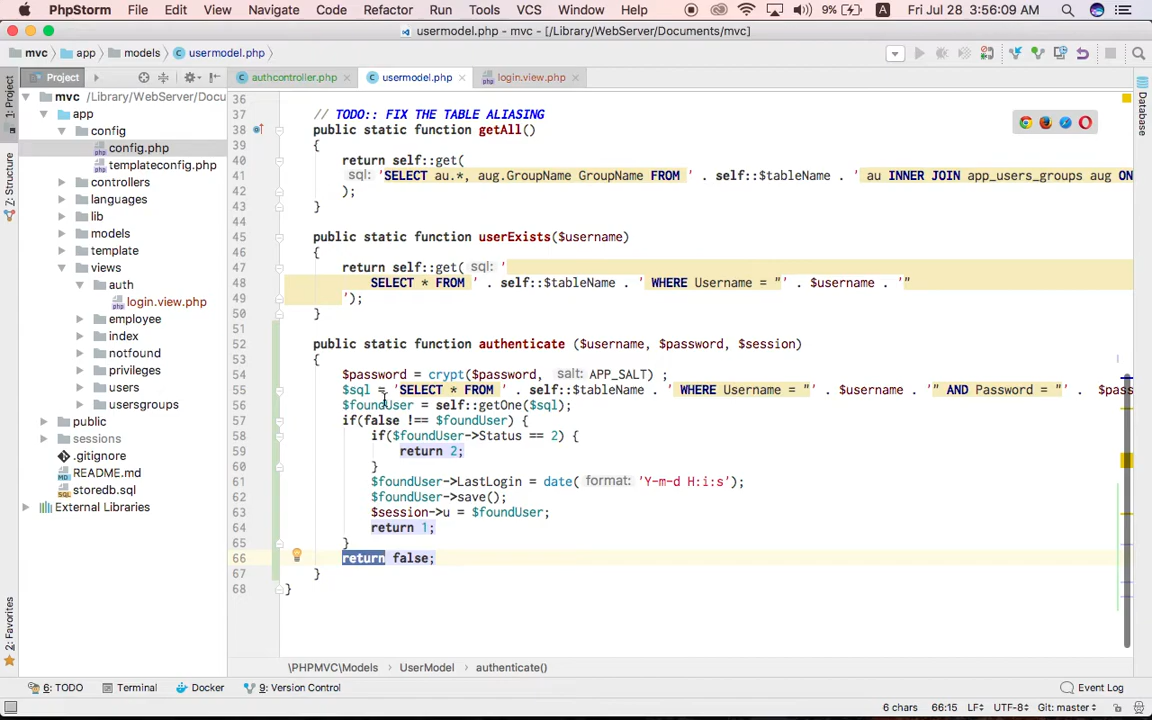 PhpStorm File Edit View Navigate Code Refactor Run Tools VCS Window Help 9% A Fri Jul 28 3:56:09 AM
usermodel.php - mvc - [/Library/WebServer/Documents/mvc]
mvc app models usermodel.php
Project authcontroller.php usermodel.php login.view.php
1: Project
Z: Structure
2: Favorites
Database
mvc /Library/WebServer/Docu
app
config
config.php
templateconfig.php
controllers
languages
lib
models
template
views
auth
login.view.php
employee
index
notfound
privileges
users
usersgroups
public
sessions
.gitignore
README.md
storedb.sql
External Libraries
36
37 // TODO:: FIX THE TABLE ALIASING
38 public static function getAll()
39 {
40 return self::get(
41 sql: 'SELECT au.*, aug.GroupName GroupName FROM ' . self::$tableName . ' au INNER JOIN app_users_groups aug ON
42 );
43 }
44
45 public static function userExists($username)
46 {
47 return self::get( sql: '
48 SELECT * FROM ' . self::$tableName . ' WHERE Username = "' . $username . '"
49 ');
50 }
51
52 public static function authenticate ($username, $password, $session)
53 {
54 $password = crypt($password, salt: APP_SALT) ;
55 $sql = 'SELECT * FROM ' . self::$tableName . ' WHERE Username = "' . $username . '" AND Password = "' . $pass
56 $foundUser = self::getOne($sql);
57 if(false !== $foundUser) {
58 if($foundUser->Status == 2) {
59 return 2;
60 }
61 $foundUser->LastLogin = date( format: 'Y-m-d H:i:s');
62 $foundUser->save();
63 $session->u = $foundUser;
64 return 1;
65 }
66 return false;
67 }
68 }
\PHPMVC\Models UserModel authenticate()
6: TODO Terminal Docker 9: Version Control Event Log
6 chars 66:15 LF÷ UTF-8÷ Git: master÷